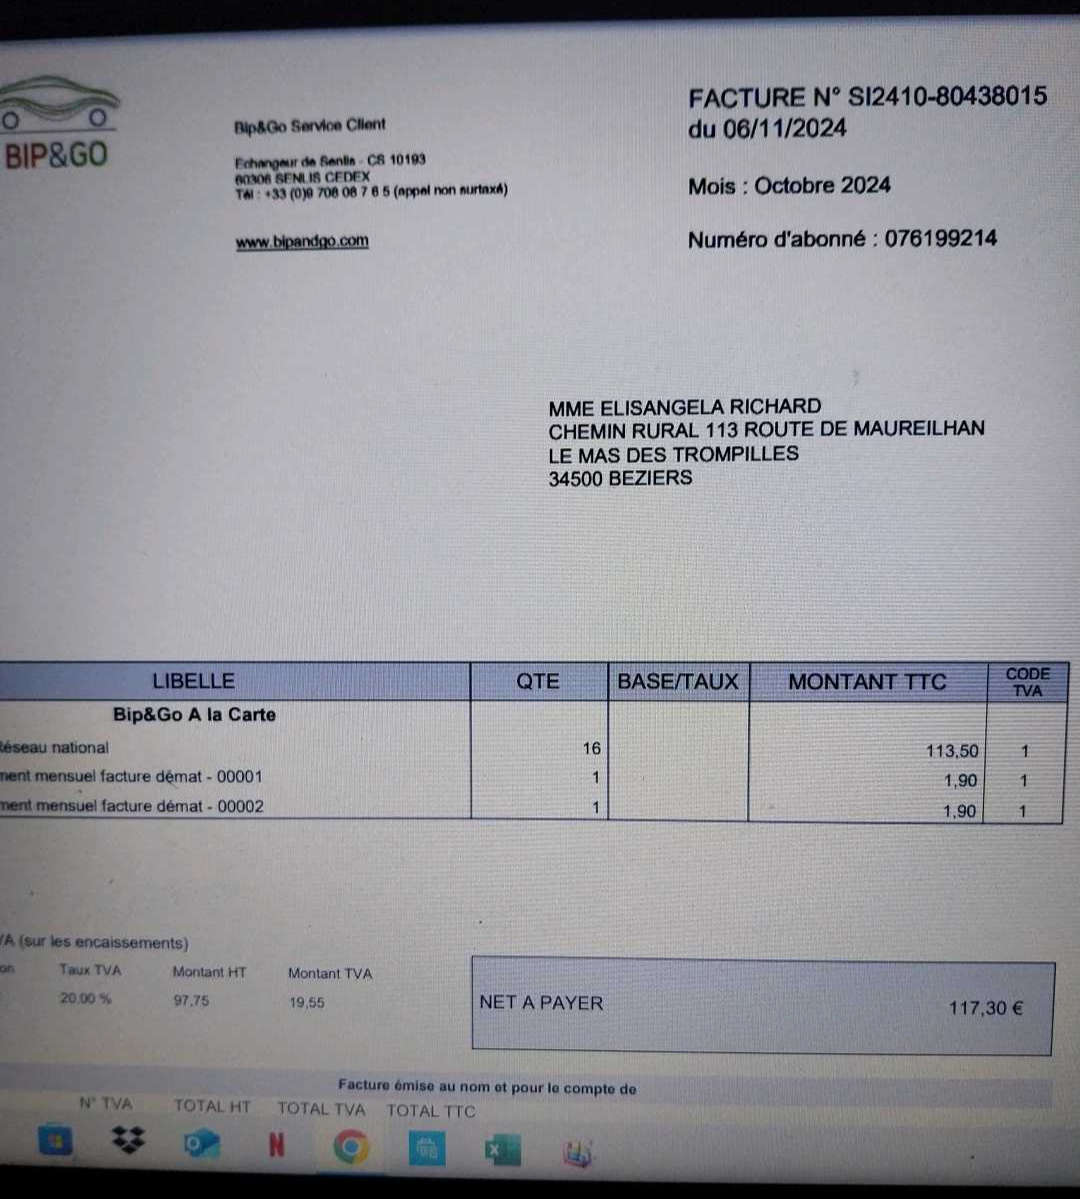 BIP&GO
Bip&Go Service Client
Echangeur de Senlis - CS 10193
60306 SENLIS CEDEX
Tél : +33 (0)9 708 08 7 6 5 (appel non surtaxé)
www.bipandgo.com
FACTURE N° SI2410-80438015
du 06/11/2024
Mois : Octobre 2024
Numéro d'abonné : 076199214
MME ELISANGELA RICHARD
CHEMIN RURAL 113 ROUTE DE MAUREILHAN
LE MAS DES TROMPILLES
34500 BEZIERS
LIBELLE QTE BASE/TAUX MONTANT TTC CODE TVA
Bip&Go A la Carte
Réseau national 16 113,50 1
ment mensuel facture démat - 00001 1 1,90 1
ment mensuel facture démat - 00002 1 1,90 1
VA (sur les encaissements)
on Taux TVA Montant HT Montant TVA
20.00 % 97,75 19,55
NET A PAYER 117,30 €
Facture émise au nom et pour le compte de
N° TVA TOTAL HT TOTAL TVA TOTAL TTC